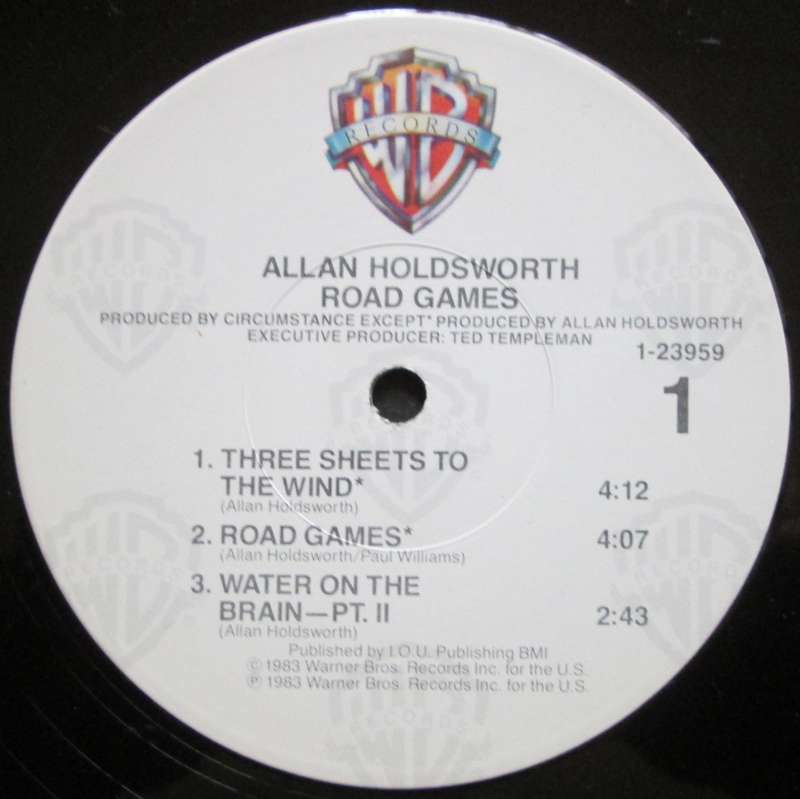 WB
RECORDS
ALLAN HOLDSWORTH
ROAD GAMES
PRODUCED BY CIRCUMSTANCE EXCEPT* PRODUCED BY ALLAN HOLDSWORTH
EXECUTIVE PRODUCER: TED TEMPLEMAN
1-23959
1
1. THREE SHEETS TO
THE WIND* 4:12
(Allan Holdsworth)
2. ROAD GAMES* 4:07
(Allan Holdsworth/Paul Williams)
3. WATER ON THE
BRAIN—PT. II 2:43
(Allan Holdsworth)
Published by I.O.U. Publishing BMI
© 1983 Warner Bros. Records Inc. for the U.S.
℗ 1983 Warner Bros. Records Inc. for the U.S.